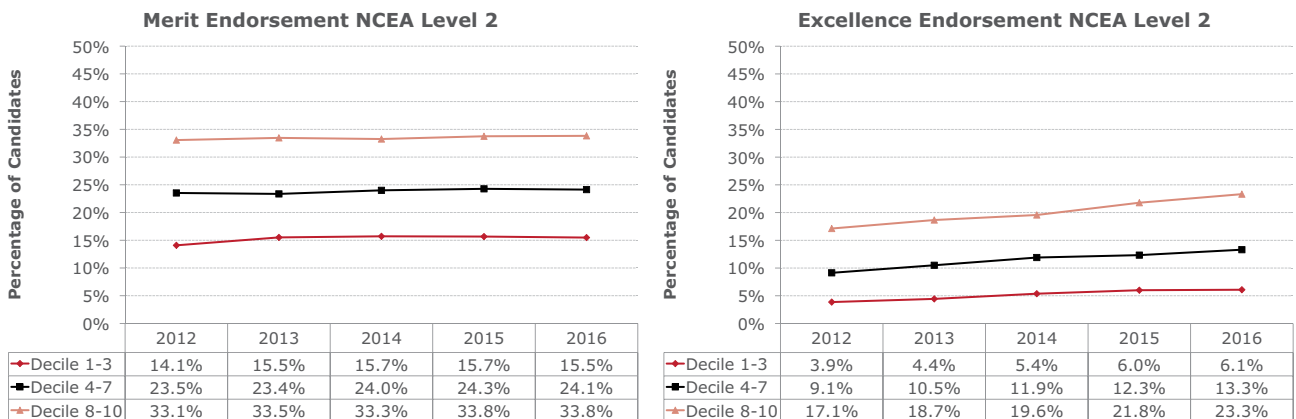 Merit Endorsement NCEA Level 2
Percentage of Candidates
50%
45%
40%
35%
30%
25%
20%
15%
10%
5%
0%
2012 2013 2014 2015 2016
Decile 1-3 14.1% 15.5% 15.7% 15.7% 15.5%
Decile 4-7 23.5% 23.4% 24.0% 24.3% 24.1%
Decile 8-10 33.1% 33.5% 33.3% 33.8% 33.8%
Excellence Endorsement NCEA Level 2
Percentage of Candidates
50%
45%
40%
35%
30%
25%
20%
15%
10%
5%
0%
2012 2013 2014 2015 2016
Decile 1-3 3.9% 4.4% 5.4% 6.0% 6.1%
Decile 4-7 9.1% 10.5% 11.9% 12.3% 13.3%
Decile 8-10 17.1% 18.7% 19.6% 21.8% 23.3%